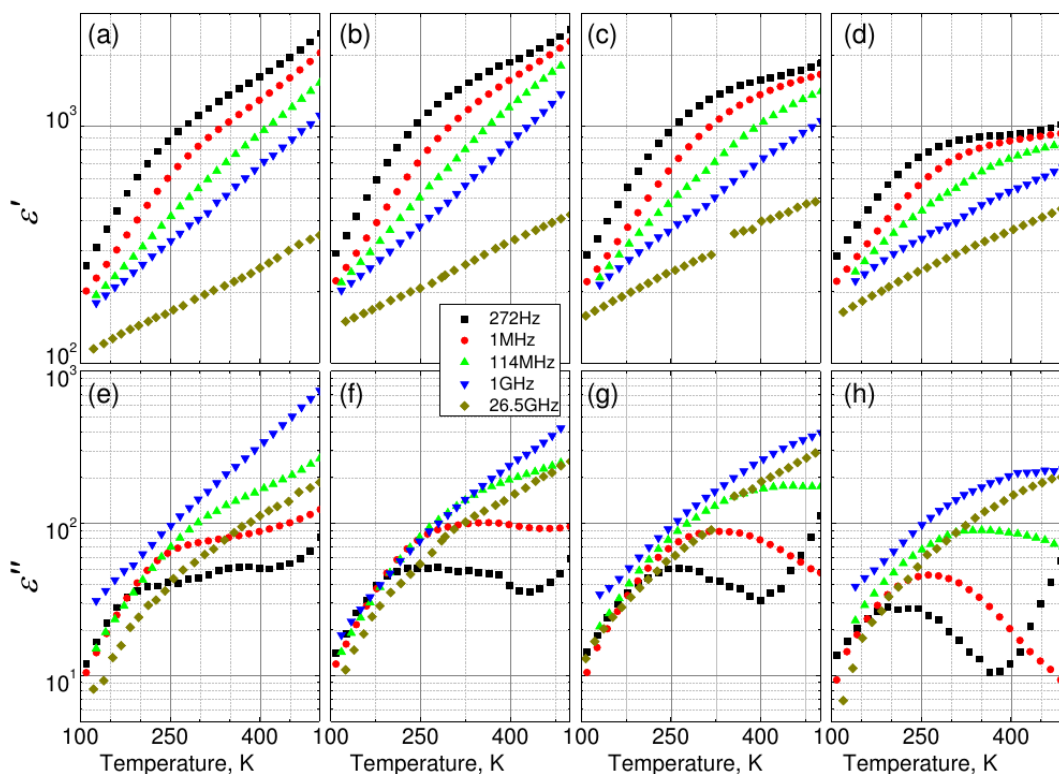 (a) (b) (c) (d)
10³
ε'
10²
272Hz
1MHz
114MHz
1GHz
26.5GHz
10³
(e) (f) (g) (h)
10²
ε''
10¹
100 250 400 100 250 400 100 250 400 100 250 400
Temperature, K Temperature, K Temperature, K Temperature, K